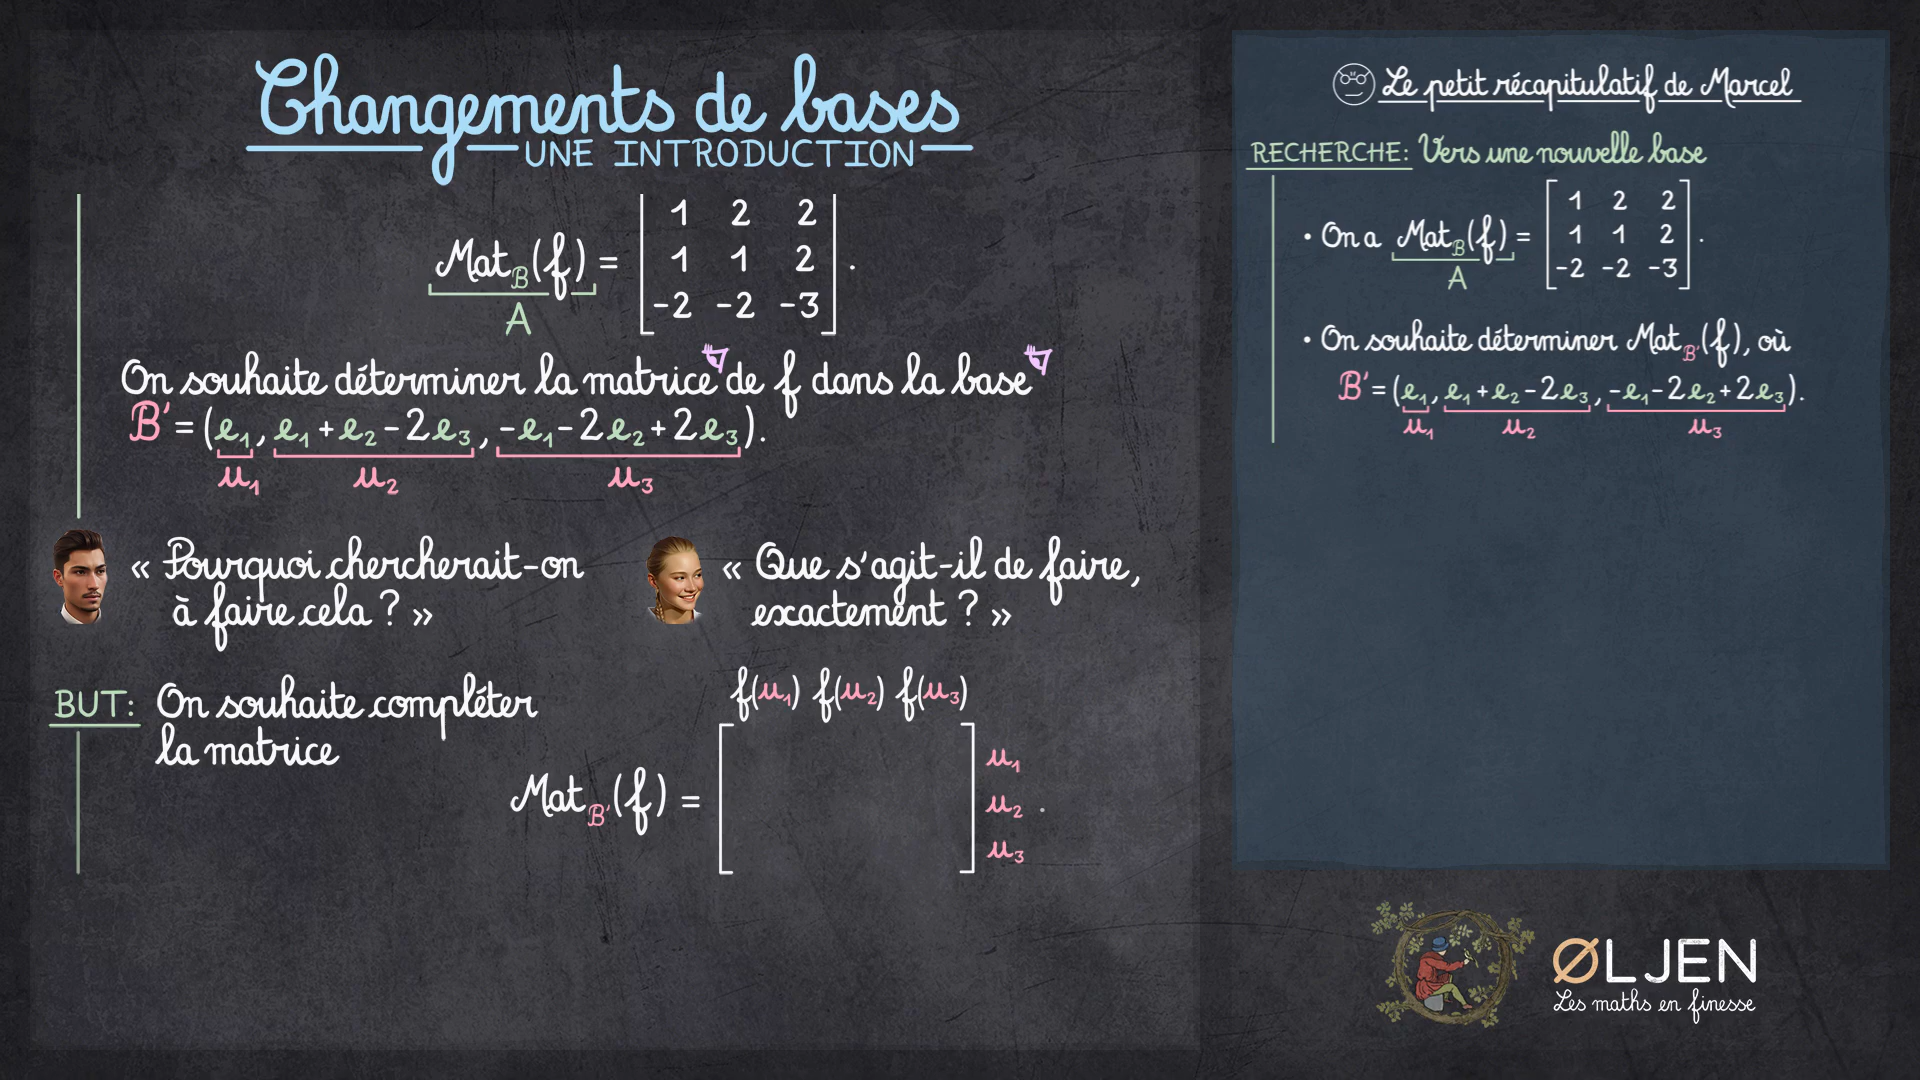 Changements de bases
UNE INTRODUCTION
Mat_B(f) = [1 2 2
1 1 2
-2 -2 -3].
A
On souhaite déterminer la matrice de f dans la base
B' = (e₁, e₁ + e₂ - 2e₃, -e₁ - 2e₂ + 2e₃).
u₁ u₂ u₃
« Pourquoi chercherait-on
à faire cela ? »
« Que s'agit-il de faire,
exactement ? »
BUT: On souhaite compléter
la matrice
f(u₁) f(u₂) f(u₃)
Mat_B'(f) = [ ] u₁
u₂ .
u₃
Le petit récapitulatif de Marcel
RECHERCHE: Vers une nouvelle base
• On a Mat_B(f) = [1 2 2
1 1 2
-2 -2 -3].
A
• On souhaite déterminer Mat_B'(f), où
B' = (e₁, e₁ + e₂ - 2e₃, -e₁ - 2e₂ + 2e₃).
u₁ u₂ u₃
ØLJEN
Les maths en finesse